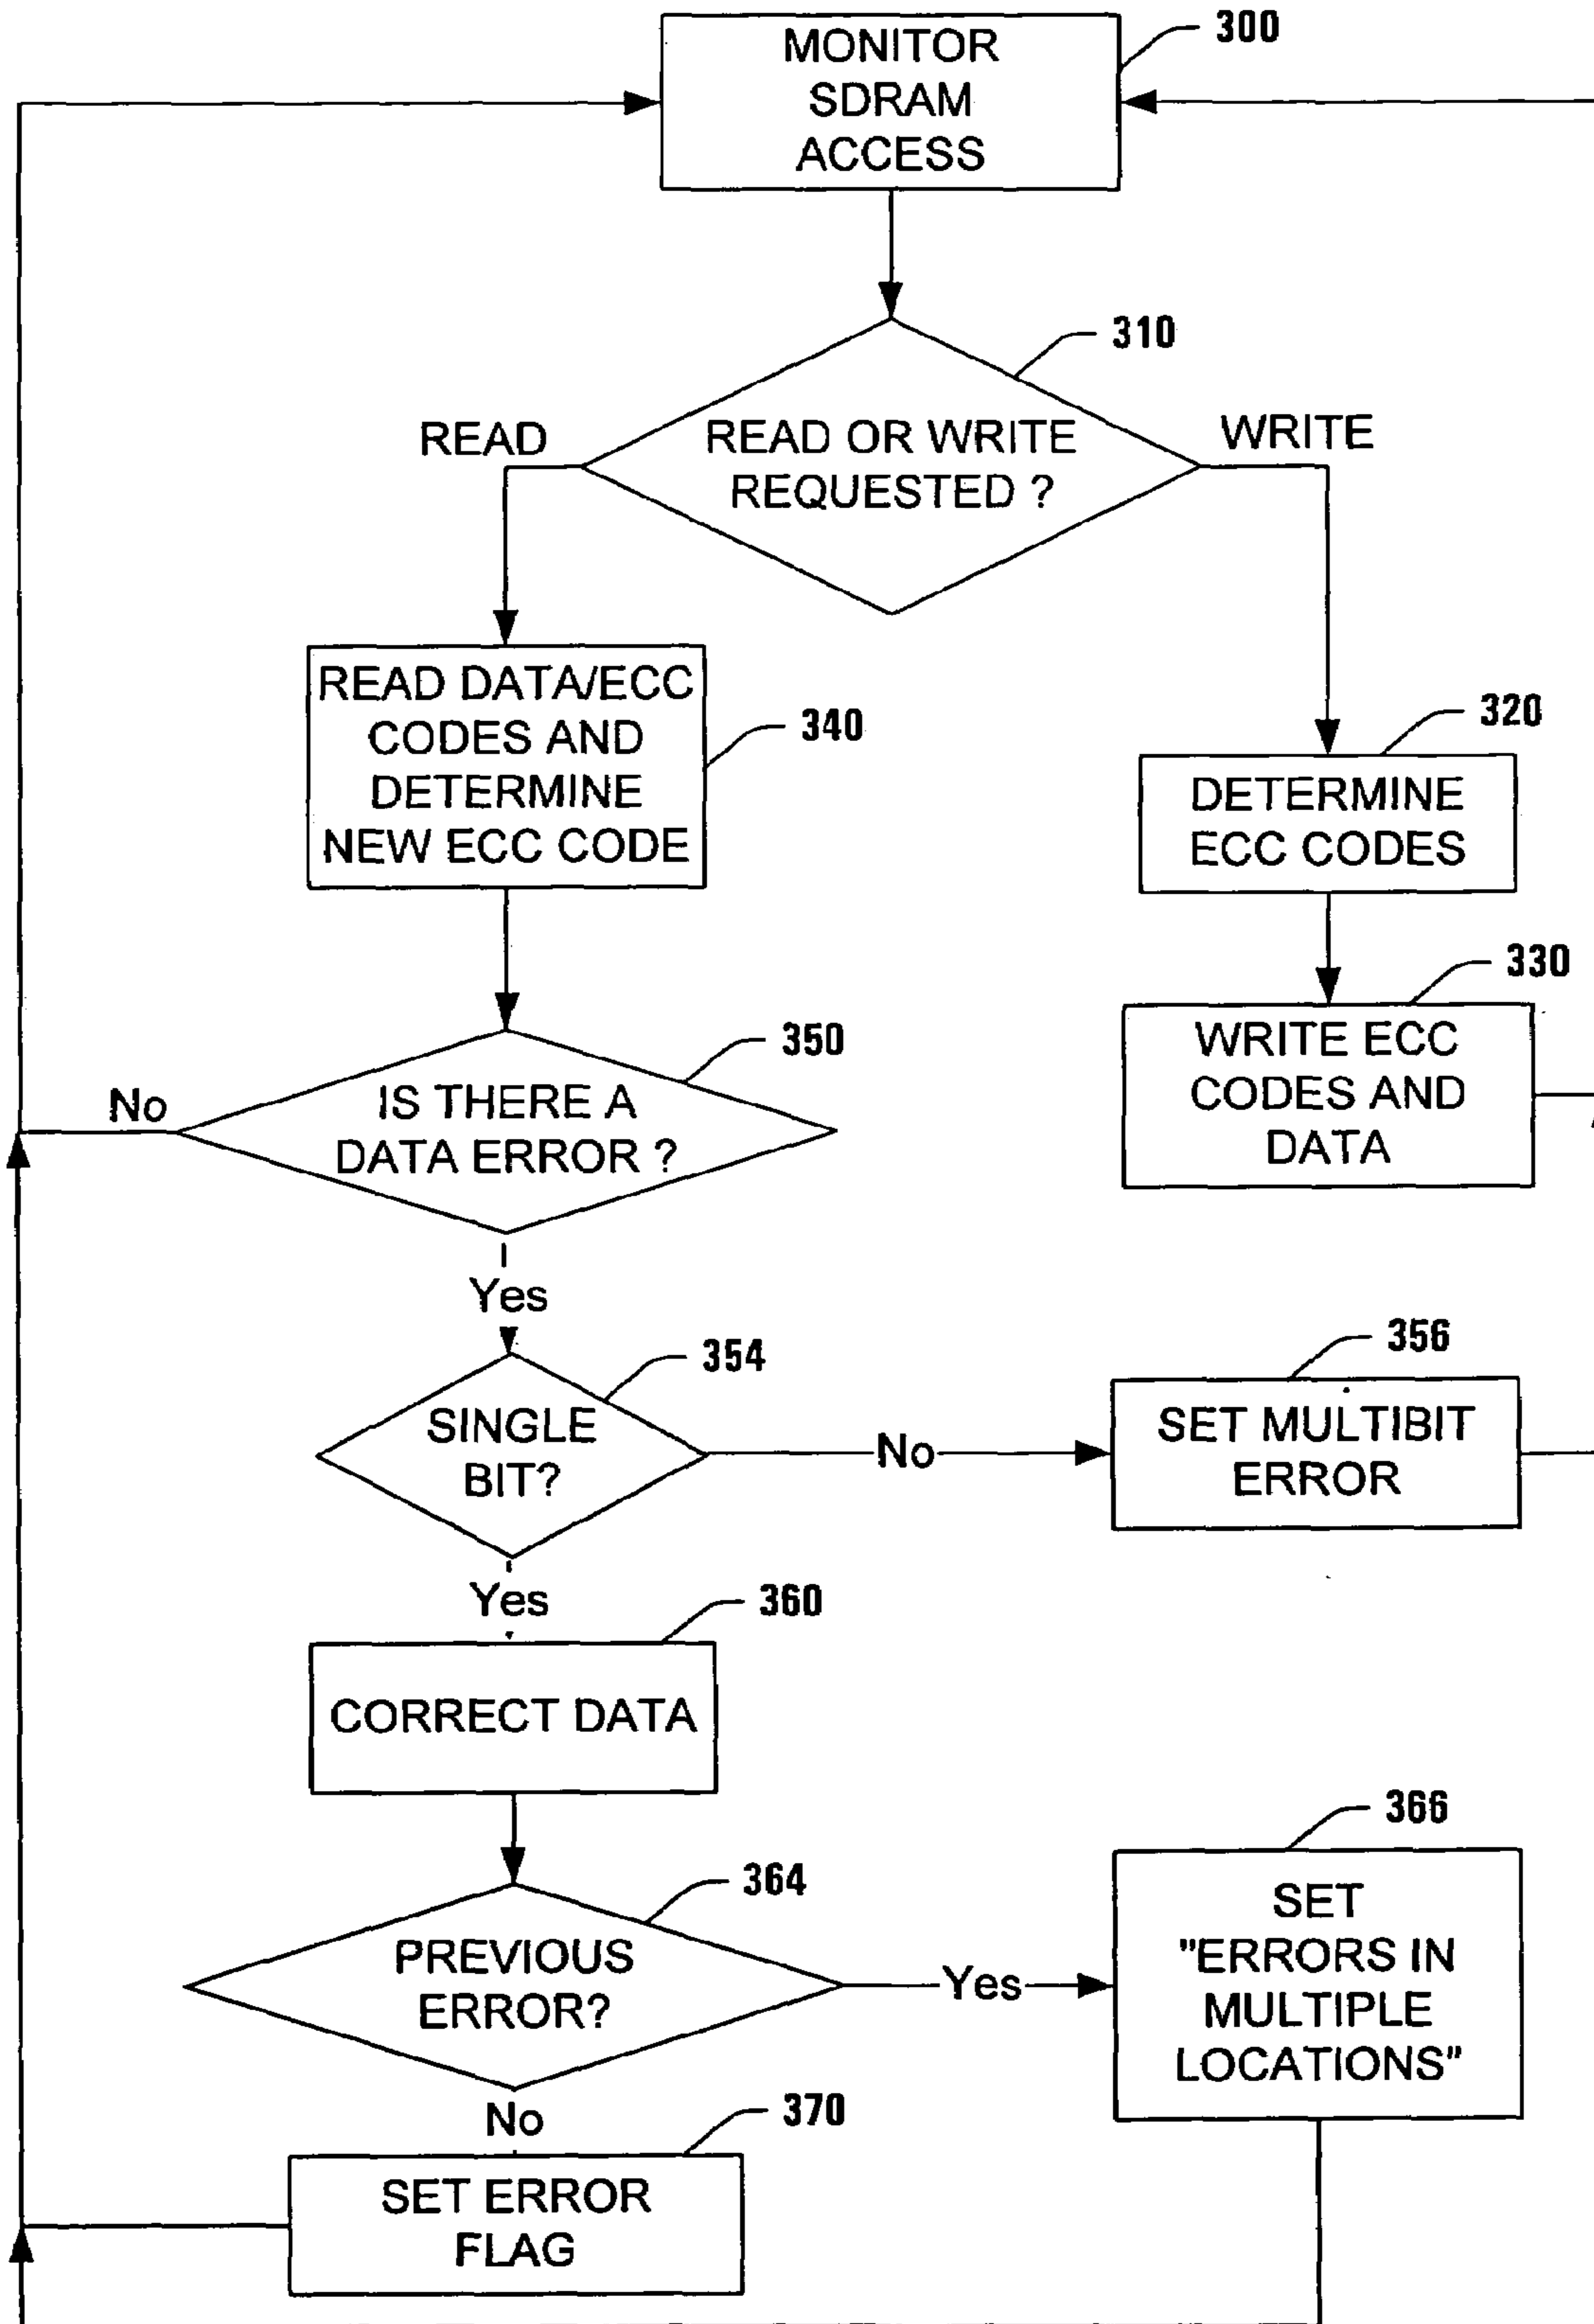 MONITOR
SDRAM
ACCESS
300
310
READ
READ OR WRITE
REQUESTED ?
WRITE
READ DATA/ECC
CODES AND
DETERMINE
NEW ECC CODE
340
320
DETERMINE
ECC CODES
330
WRITE ECC
CODES AND
DATA
350
No
IS THERE A
DATA ERROR ?
Yes
354
SINGLE
BIT?
No
356
SET MULTIBIT
ERROR
Yes
360
CORRECT DATA
364
PREVIOUS
ERROR?
Yes
366
SET
"ERRORS IN
MULTIPLE
LOCATIONS"
No
370
SET ERROR
FLAG